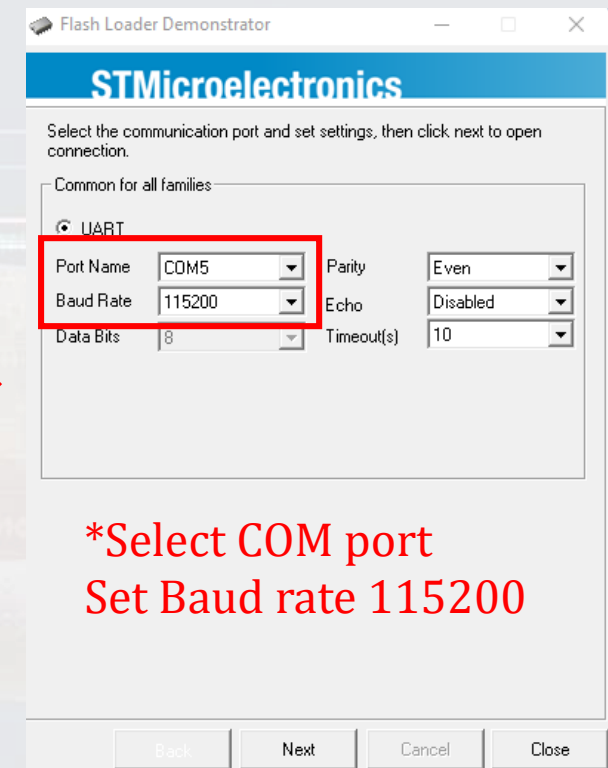 Flash Loader Demonstrator
STMicroelectronics
Select the communication port and set settings, then click next to open
connection.
Common for all families
UART
Port Name COM5 Parity Even
Baud Rate 115200 Echo Disabled
Data Bits 8 Timeout(s) 10
*Select COM port
Set Baud rate 115200
Back Next Cancel Close